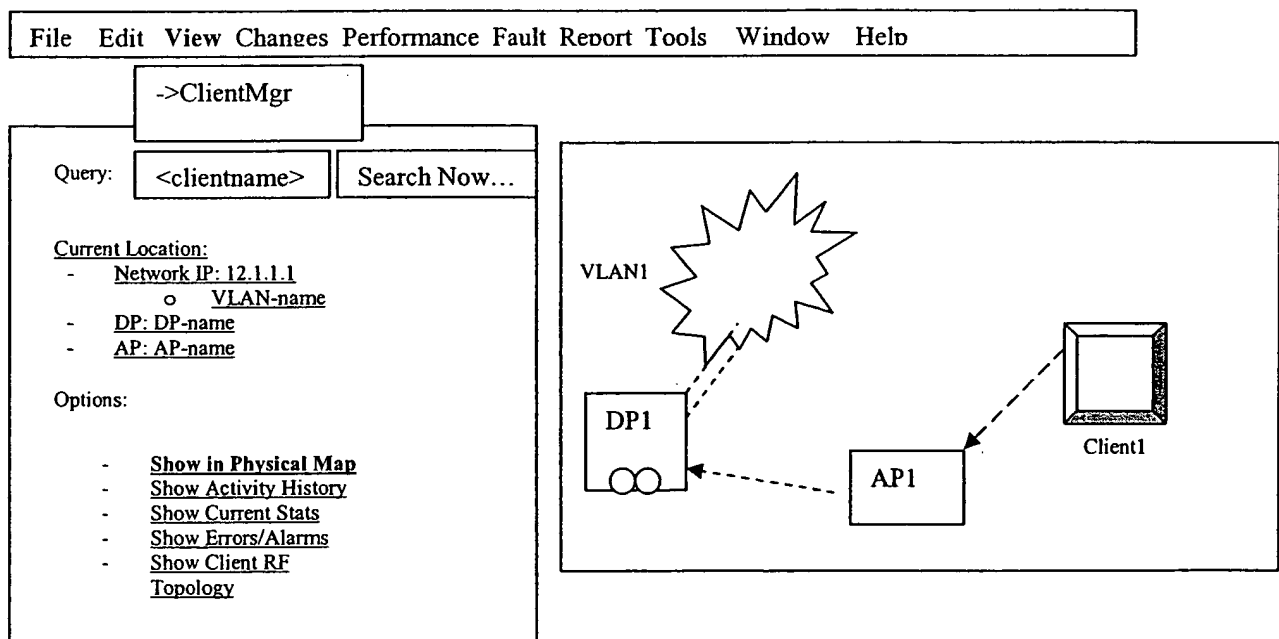 File Edit View Changes Performance Fault Report Tools Window Help
->ClientMgr
Query: <clientname> Search Now...
Current Location:
- Network IP: 12.1.1.1
o VLAN-name
- DP: DP-name
- AP: AP-name
Options:
- Show in Physical Map
- Show Activity History
- Show Current Stats
- Show Errors/Alarms
- Show Client RF
Topology
VLAN1
DP1
AP1
Client1